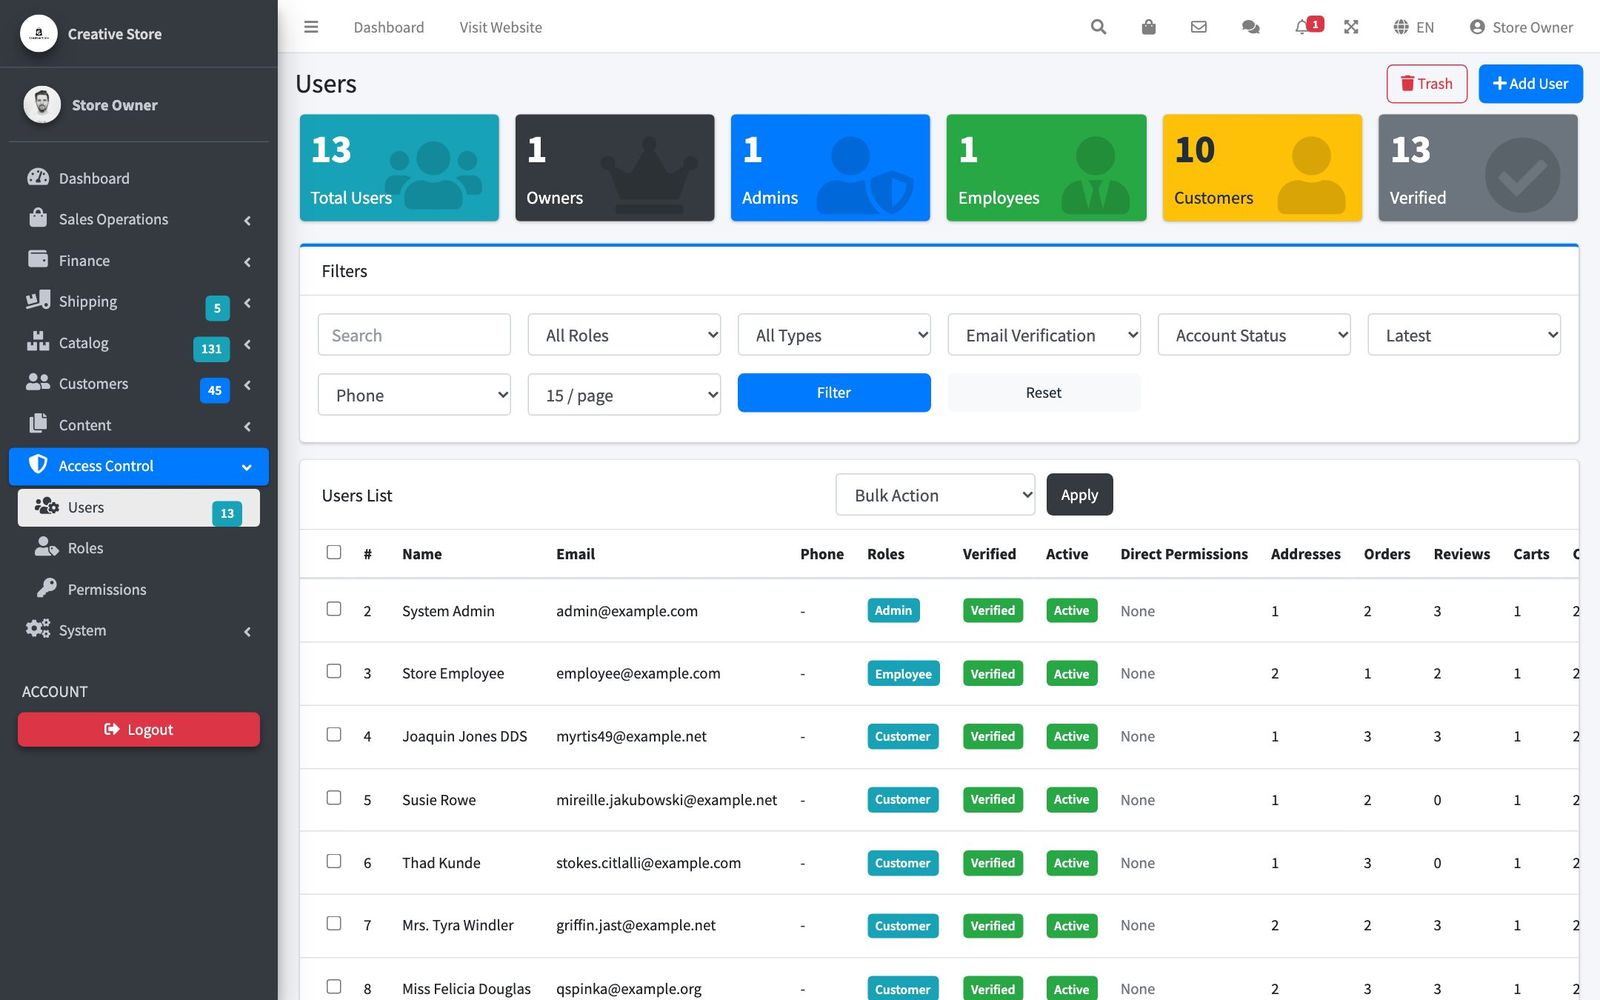 Creative Store
Dashboard
Visit Website
1
EN
Store Owner
Store Owner
Dashboard
Sales Operations
Finance
Shipping 5
Catalog 131
Customers 45
Content
Access Control
Users 13
Roles
Permissions
System
ACCOUNT
Logout
Users
Trash
Add User
13
Total Users
1
Owners
1
Admins
1
Employees
10
Customers
13
Verified
Filters
Search
All Roles
All Types
Email Verification
Account Status
Latest
Phone
15 / page
Filter
Reset
Users List
Bulk Action
Apply
# Name Email Phone Roles Verified Active Direct Permissions Addresses Orders Reviews Carts
2 System Admin admin@example.com - Admin Verified Active None 1 2 3 1 2
3 Store Employee employee@example.com - Employee Verified Active None 2 1 2 1 2
4 Joaquin Jones DDS myrtis49@example.net - Customer Verified Active None 1 3 3 1 2
5 Susie Rowe mireille.jakubowski@example.net - Customer Verified Active None 1 2 0 1 2
6 Thad Kunde stokes.citlalli@example.com - Customer Verified Active None 1 3 0 1 2
7 Mrs. Tyra Windler griffin.jast@example.net - Customer Verified Active None 2 2 3 1 2
8 Miss Felicia Douglas qspinka@example.org - Customer Verified Active None 2 3 3 1 2